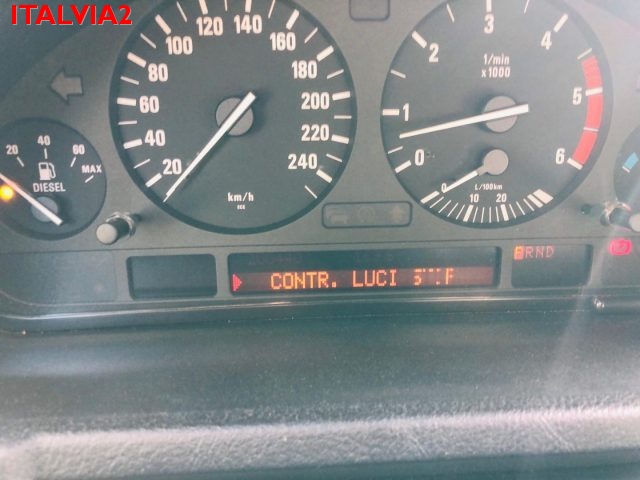 ITALVIA2
20 40 60 80 100 120 140 160 180 200 220 240
km/h
0 1 2 3 4 5 6
1/min
x1000
20 40 60 MAX
DIESEL
0 10 20
L/100km
CONTR. LUCI
PRND